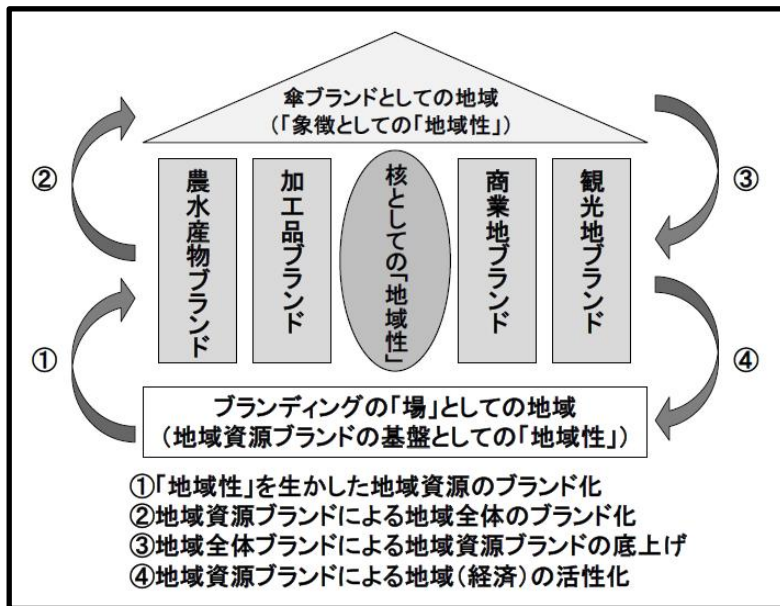 傘ブランドとしての地域
(「象徴としての「地域性」)
②
③
農水産物ブランド
加工品ブランド
核としての「地域性」
商業地ブランド
観光地ブランド
①
④
ブランディングの「場」としての地域
(地域資源ブランドの基盤としての「地域性」)
①「地域性」を生かした地域資源のブランド化
②地域資源ブランドによる地域全体のブランド化
③地域全体ブランドによる地域資源ブランドの底上げ
④地域資源ブランドによる地域(経済)の活性化